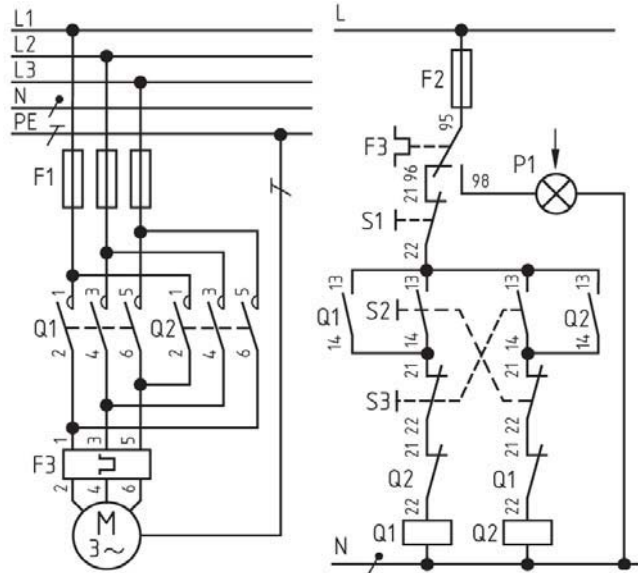 L1
L2
L3
N
PE
F1
1 3 5 1 3 5
Q1 Q2
2 4 6 2 4 6
1 3 5
F3
2 4 6
M
3~
L
F2
95
F3
96 98
P1
21
S1
22
13 13 13 13
Q1 S2 Q2
14 14 14 14
21 21
S3
22 22
21 21
Q2 Q1
22 22
Q1 Q2
N